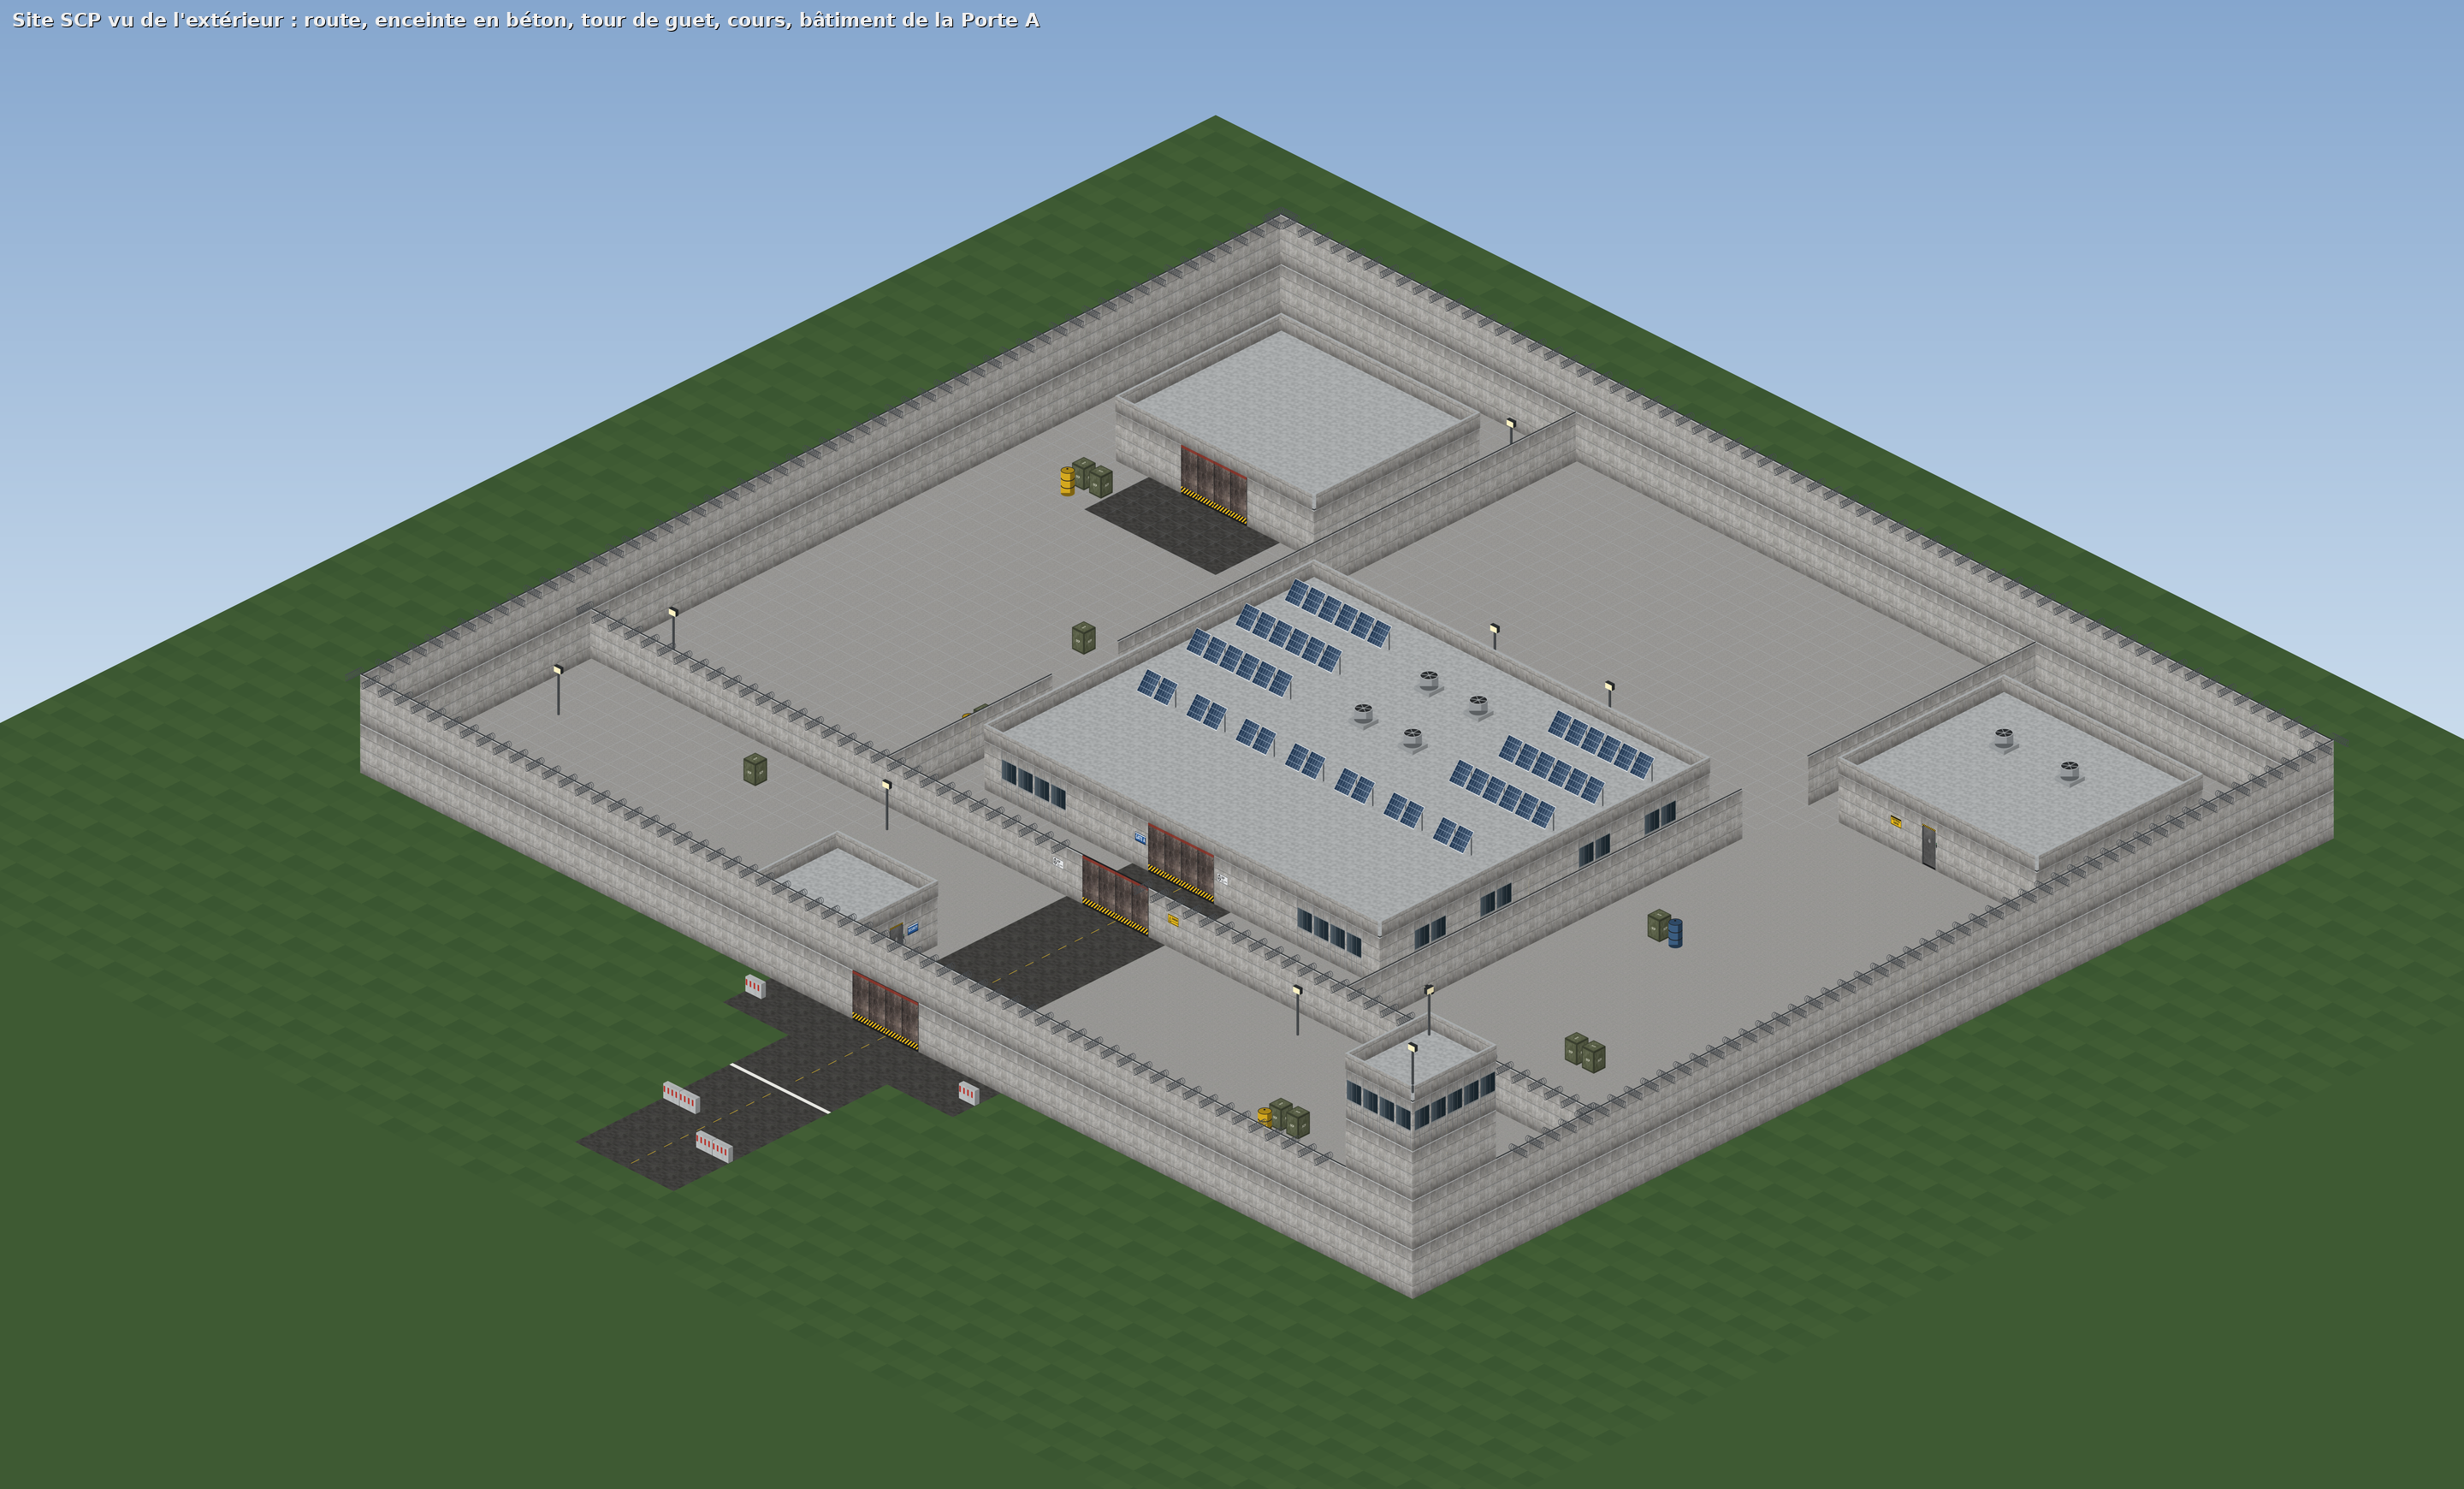 Site SCP vu de l'extérieur : route, enceinte en béton, tour de guet, cours, bâtiment de la Porte A